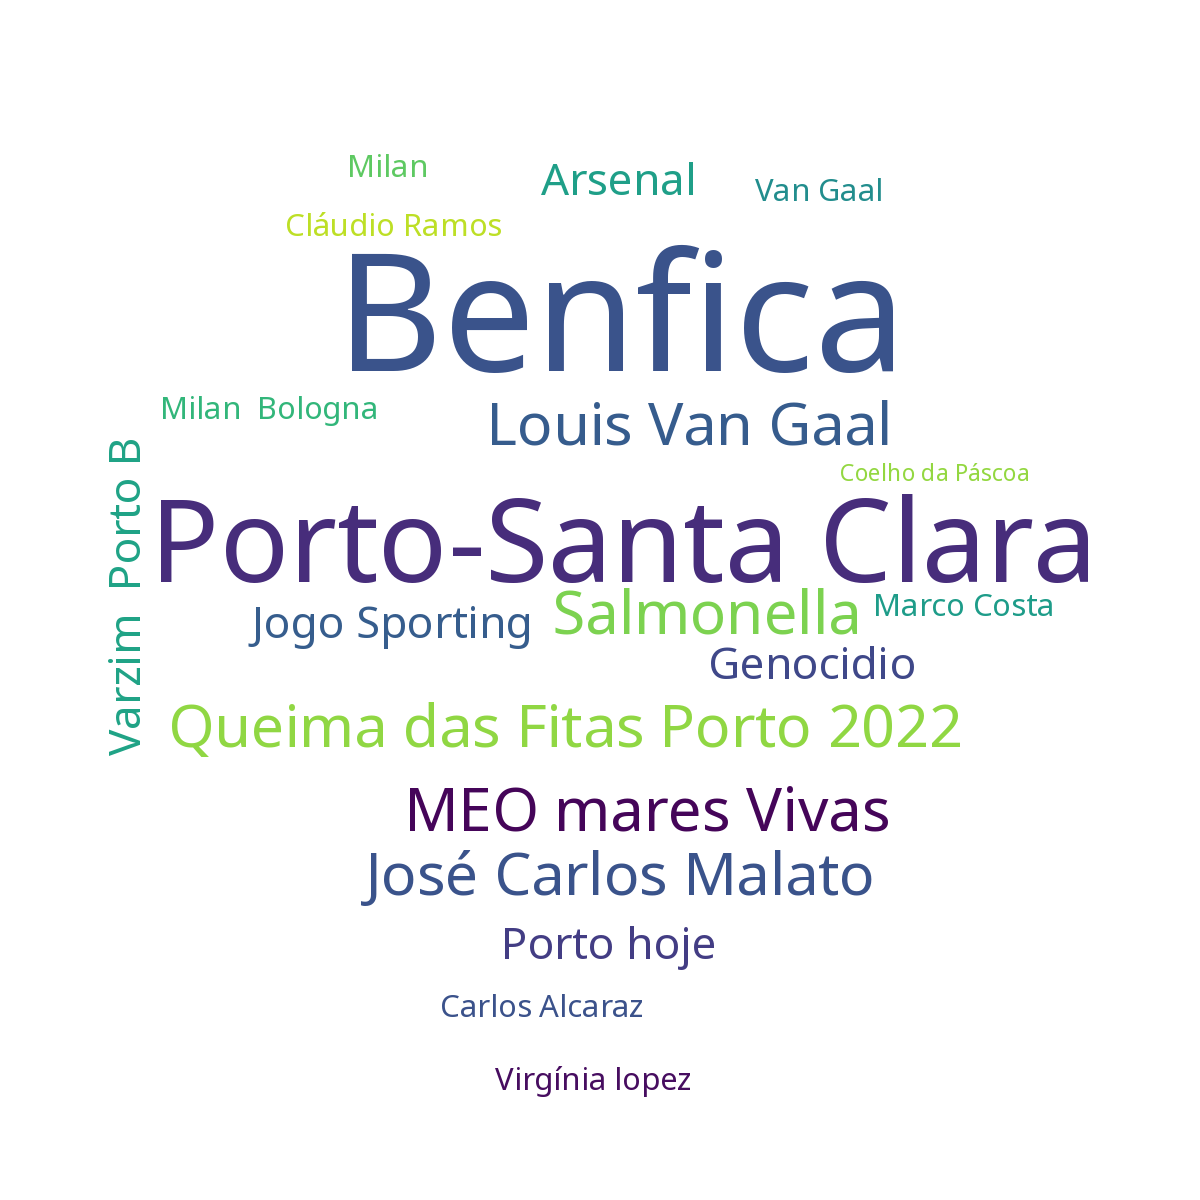 Milan
Arsenal
Van Gaal
Cláudio Ramos
Benfica
Milan Bologna
Louis Van Gaal
Varzim Porto B
Coelho da Páscoa
Porto-Santa Clara
Jogo Sporting
Salmonella
Marco Costa
Genocidio
Queima das Fitas Porto 2022
MEO mares Vivas
José Carlos Malato
Porto hoje
Carlos Alcaraz
Virgínia lopez